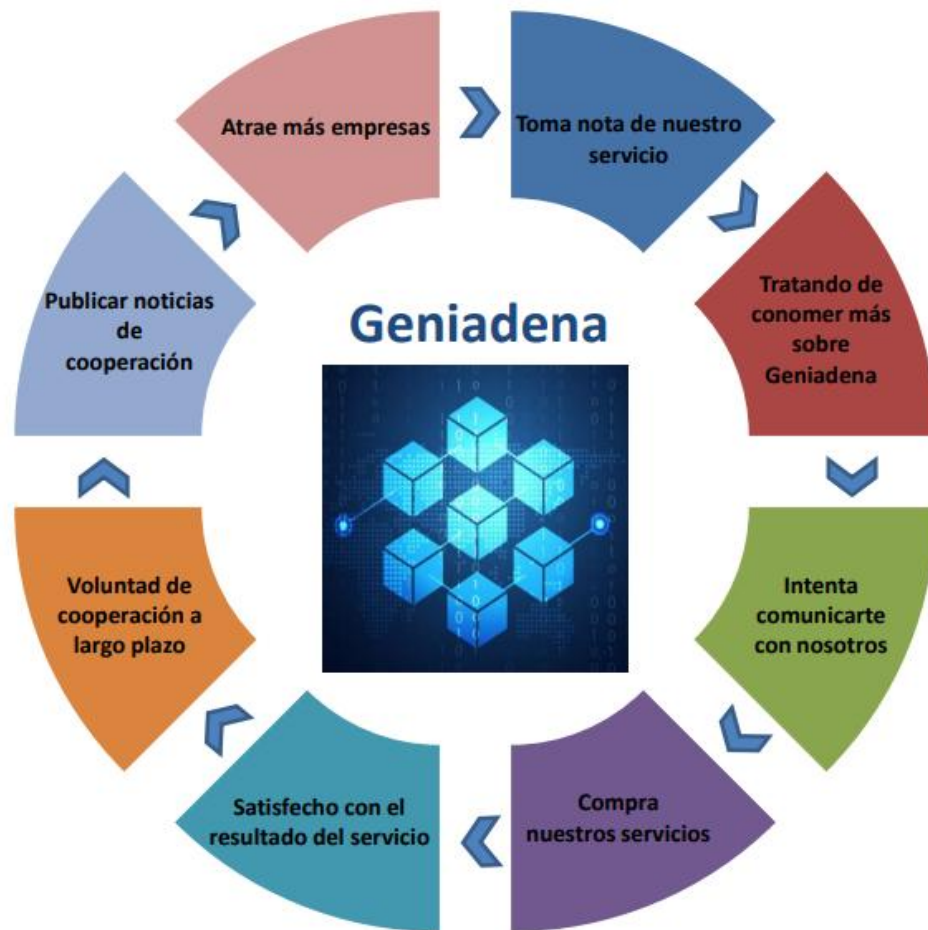 Atrae más empresas
Toma nota de nuestro
servicio
Tratando de
conomer más
sobre
Geniadena
Intenta
comunicarte
con nosotros
Compra
nuestros servicios
Satisfecho con el
resultado del servicio
Voluntad de
cooperación a
largo plazo
Publicar noticias
de
cooperación
Geniadena